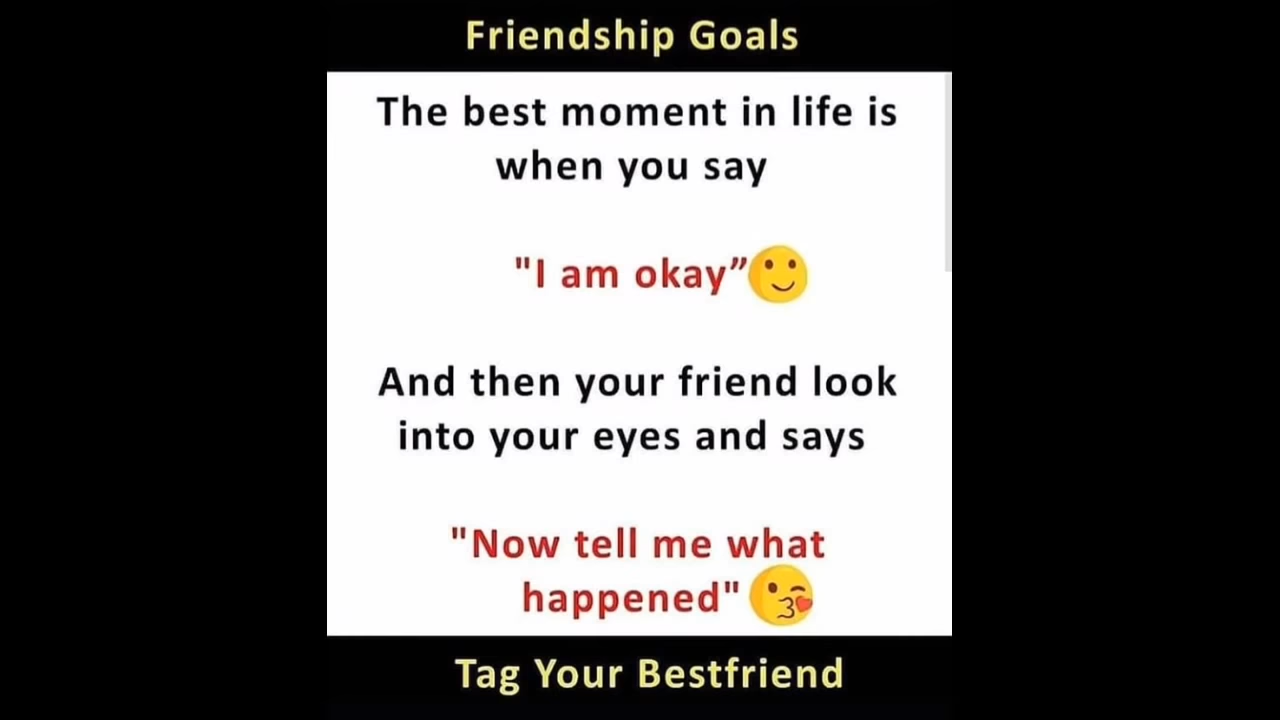 Friendship Goals
The best moment in life is
when you say
"I am okay”🙂
And then your friend look
into your eyes and says
"Now tell me what
happened" 😘
Tag Your Bestfriend